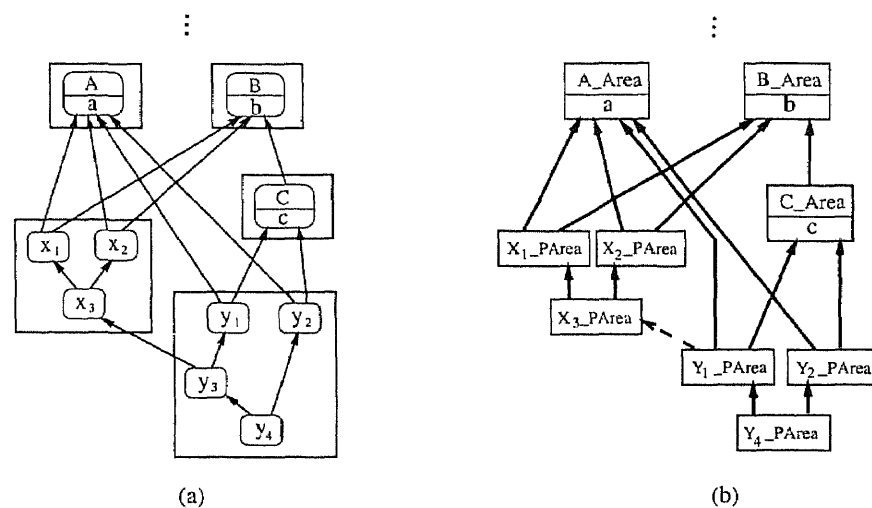 A
a
B
b
C
c
x₁
x₂
x₃
y₁
y₂
y₃
y₄
(a)
A_Area
a
B_Area
b
C_Area
c
X₁_PArea
X₂_PArea
X₃_PArea
Y₁_PArea
Y₂_PArea
Y₄_PArea
(b)